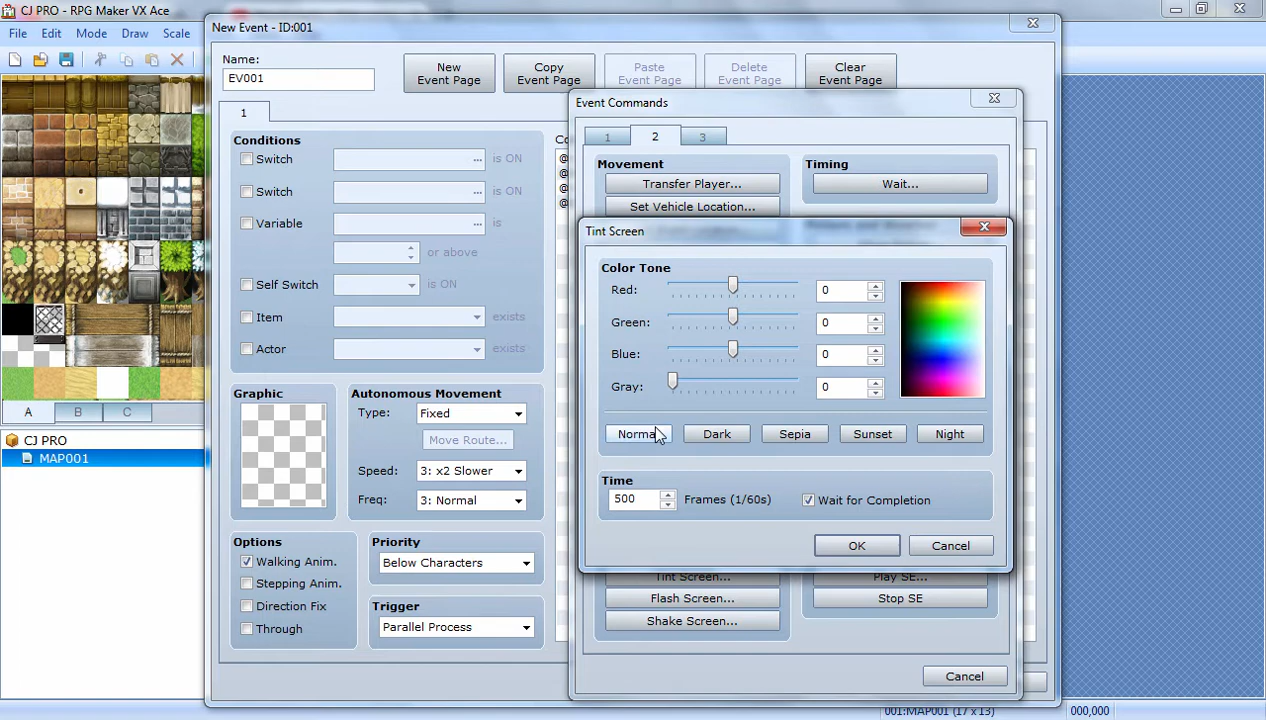 CJ PRO - RPG Maker VX Ace
File Edit Mode Draw Scale
A B C
CJ PRO
MAP001
New Event - ID:001
Name:
EV001
New Event Page
Copy Event Page
Paste Event Page
Delete Event Page
Clear Event Page
1
Conditions
Switch ... is ON
Switch ... is ON
Variable ... is
or above
Self Switch is ON
Item exists
Actor exists
Graphic
Autonomous Movement
Type: Fixed
Move Route...
Speed: 3: x2 Slower
Freq: 3: Normal
Options
Walking Anim.
Stepping Anim.
Direction Fix
Through
Priority
Below Characters
Trigger
Parallel Process
Event Commands
1 2 3
Movement
Transfer Player...
Set Vehicle Location...
Timing
Wait...
Tint Screen
Color Tone
Red: 0
Green: 0
Blue: 0
Gray: 0
Normal Dark Sepia Sunset Night
Time
500 Frames (1/60s) Wait for Completion
OK Cancel
Tint Screen...
Flash Screen...
Shake Screen...
Play SE...
Stop SE
Cancel
001:MAP001 (17 x 13) 000,000